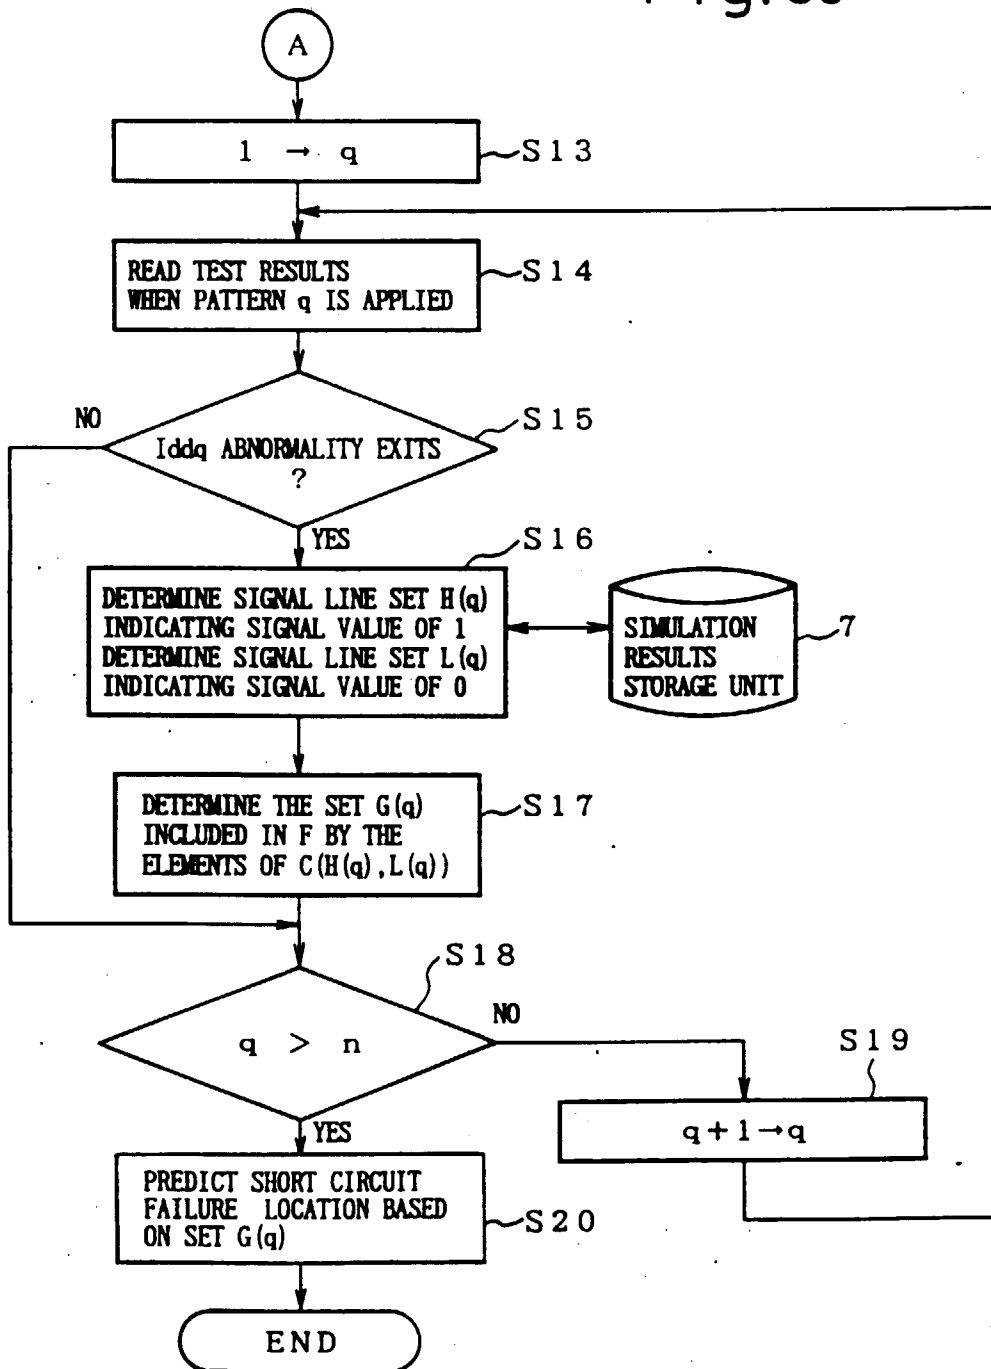 A
1 → q
S13
READ TEST RESULTS
WHEN PATTERN q IS APPLIED
S14
NO
S15
Iddq ABNORMALITY EXITS
?
YES
S16
DETERMINE SIGNAL LINE SET H(q)
INDICATING SIGNAL VALUE OF 1
DETERMINE SIGNAL LINE SET L(q)
INDICATING SIGNAL VALUE OF 0
SIMULATION
RESULTS
STORAGE UNIT
7
DETERMINE THE SET G(q)
INCLUDED IN F BY THE
ELEMENTS OF C(H(q),L(q))
S17
S18
q > n
NO
S19
q+1→q
YES
PREDICT SHORT CIRCUIT
FAILURE LOCATION BASED
ON SET G(q)
S20
END